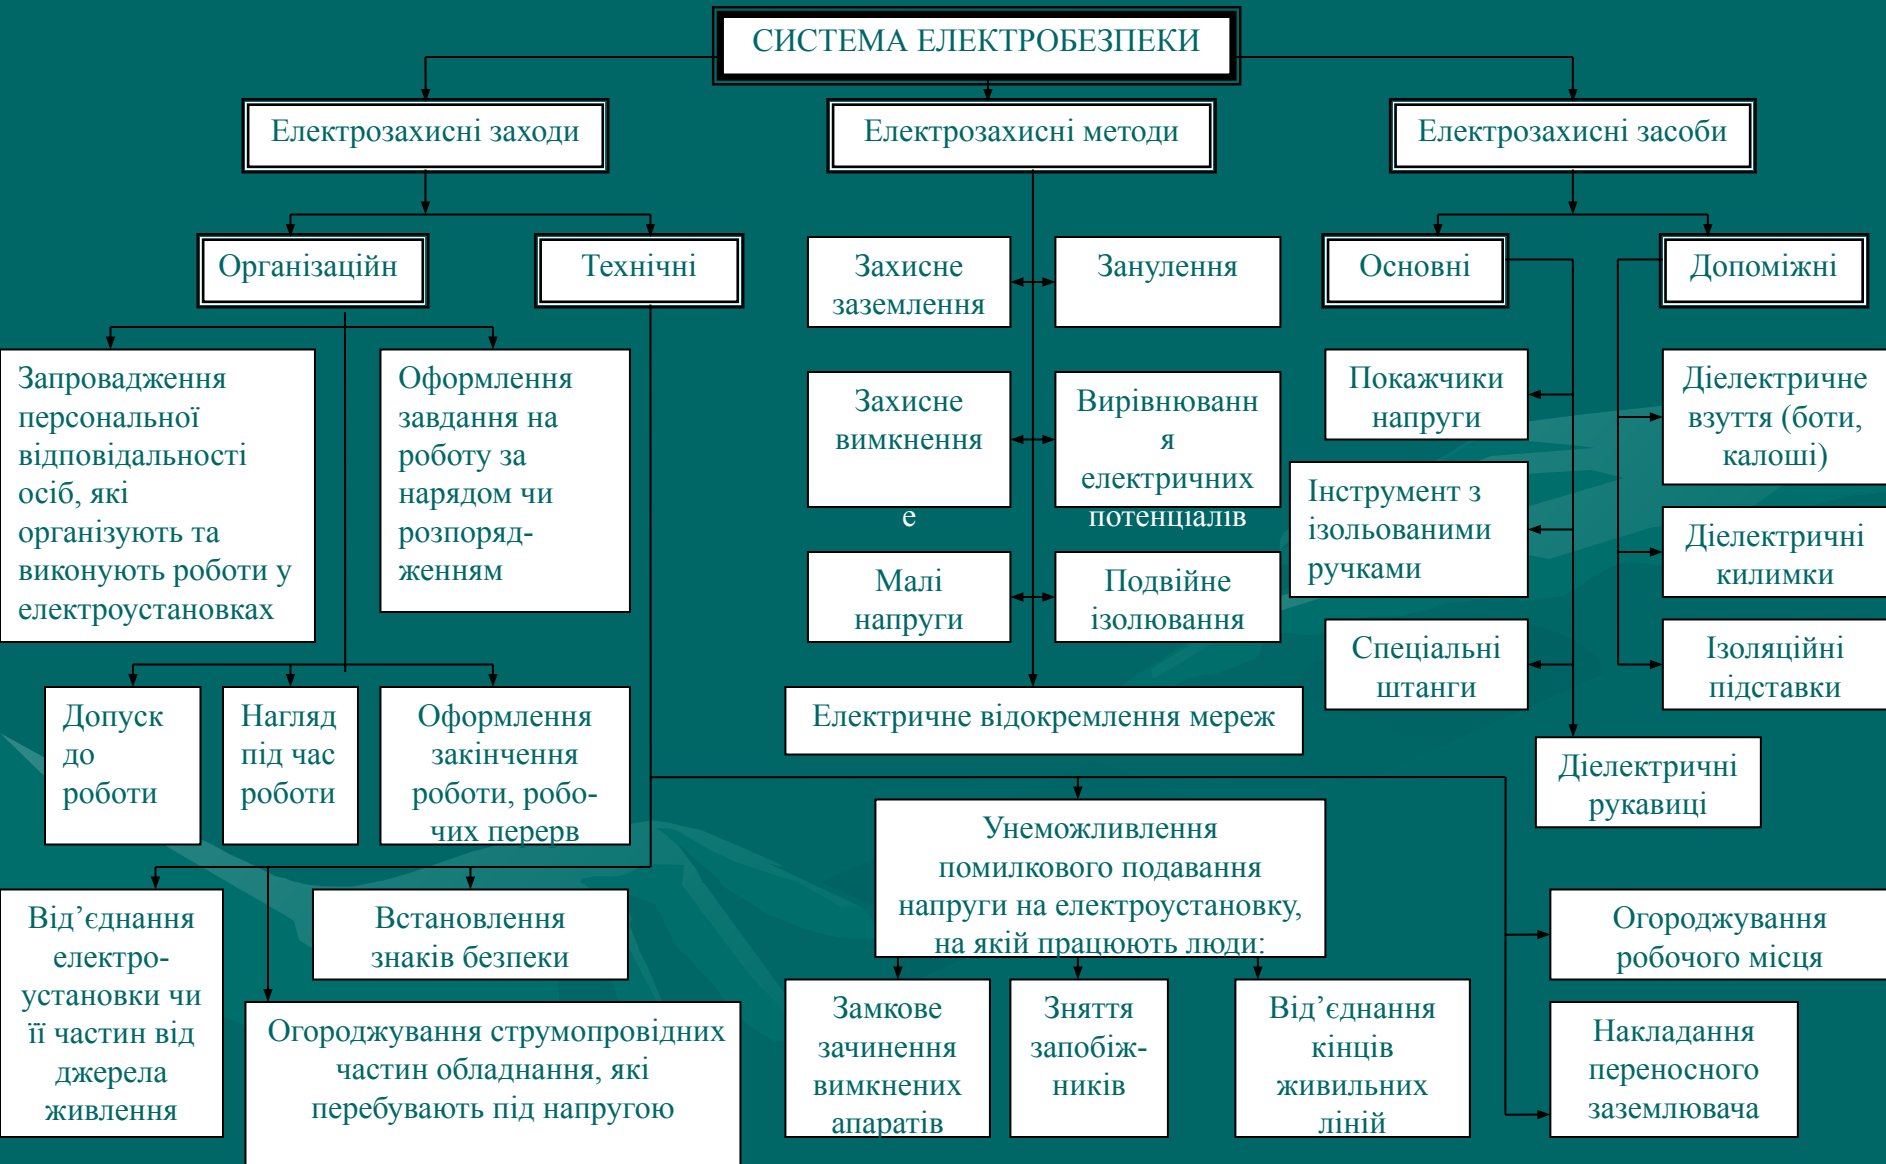 СИСТЕМА ЕЛЕКТРОБЕЗПЕКИ
Електрозахисні заходи
Електрозахисні методи
Електрозахисні засоби
Організаційн
Технічні
Захисне
заземлення
Занулення
Основні
Допоміжні
Запровадження
персональної
відповідальності
осіб, які
організують та
виконують роботи у
електроустановках
Оформлення
завдання на
роботу за
нарядом чи
розпоряд-
женням
Захисне
вимкнення
е
Вирівнюванн
я
електричних
потенціалів
Покажчики
напруги
Діелектричне
взуття (боти,
калоші)
Інструмент з
ізольованими
ручками
Діелектричні
килимки
Малі
напруги
Подвійне
ізолювання
Спеціальні
штанги
Ізоляційні
підставки
Допуск
до
роботи
Нагляд
під час
роботи
Оформлення
закінчення
роботи, робо-
чих перерв
Електричне відокремлення мереж
Діелектричні
рукавиці
Унеможливлення
помилкового подавання
напруги на електроустановку,
на якій працюють люди:
Від’єднання
електро-
установки чи
її частин від
джерела
живлення
Встановлення
знаків безпеки
Огороджування
робочого місця
Огороджування струмопровідних
частин обладнання, які
перебувають під напругою
Замкове
зачинення
вимкнених
апаратів
Зняття
запобіж-
ників
Від’єднання
кінців
живильних
ліній
Накладання
переносного
заземлювача